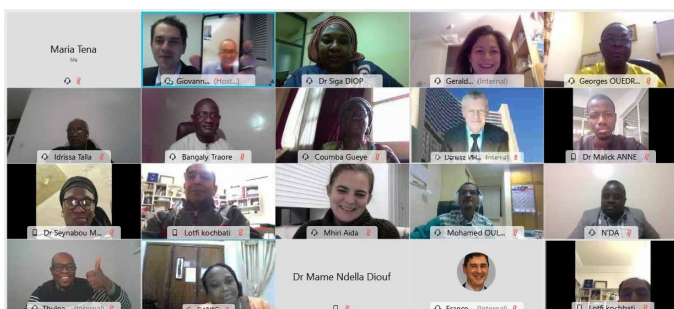 Maria Tena
Me
Giovann... (Host...)
Dr Siga DIOP
Gerald... (Internal)
Georges OUEDR...
Idrissa Talla
Bangaly Traore
Coumba Gueye
Internal)
Dr Malick ANNE
Dr Seynabou M...
Lotfi kochbati
Mhiri Aida
Mohamed OUL...
N'DA
(Internal)
Dr Mame Ndella Diouf
France... (Internal)
Lotfi kochbati